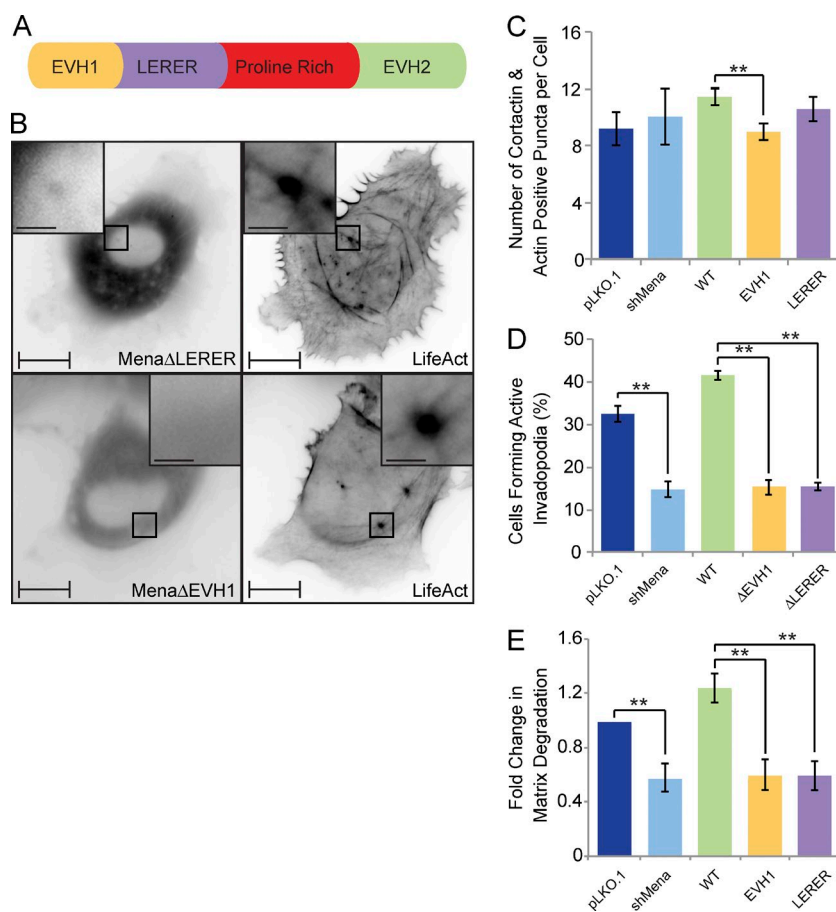 A
EVH1 LERER Proline Rich EVH2
B
MenaΔLERER
LifeAct
MenaΔEVH1
LifeAct
C
Number of Cortactin &
Actin Positive Puncta per Cell
16
12
8
4
0
**
pLKO.1
shMena
WT
EVH1
LERER
D
Cells Forming Active
Invadopodia (%)
50
40
30
20
10
0
**
**
**
pLKO.1
shMena
WT
ΔEVH1
ΔLERER
E
Fold Change in
Matrix Degradation
1.6
1.2
0.8
0.4
0
**
**
**
pLKO.1
shMena
WT
EVH1
LERER